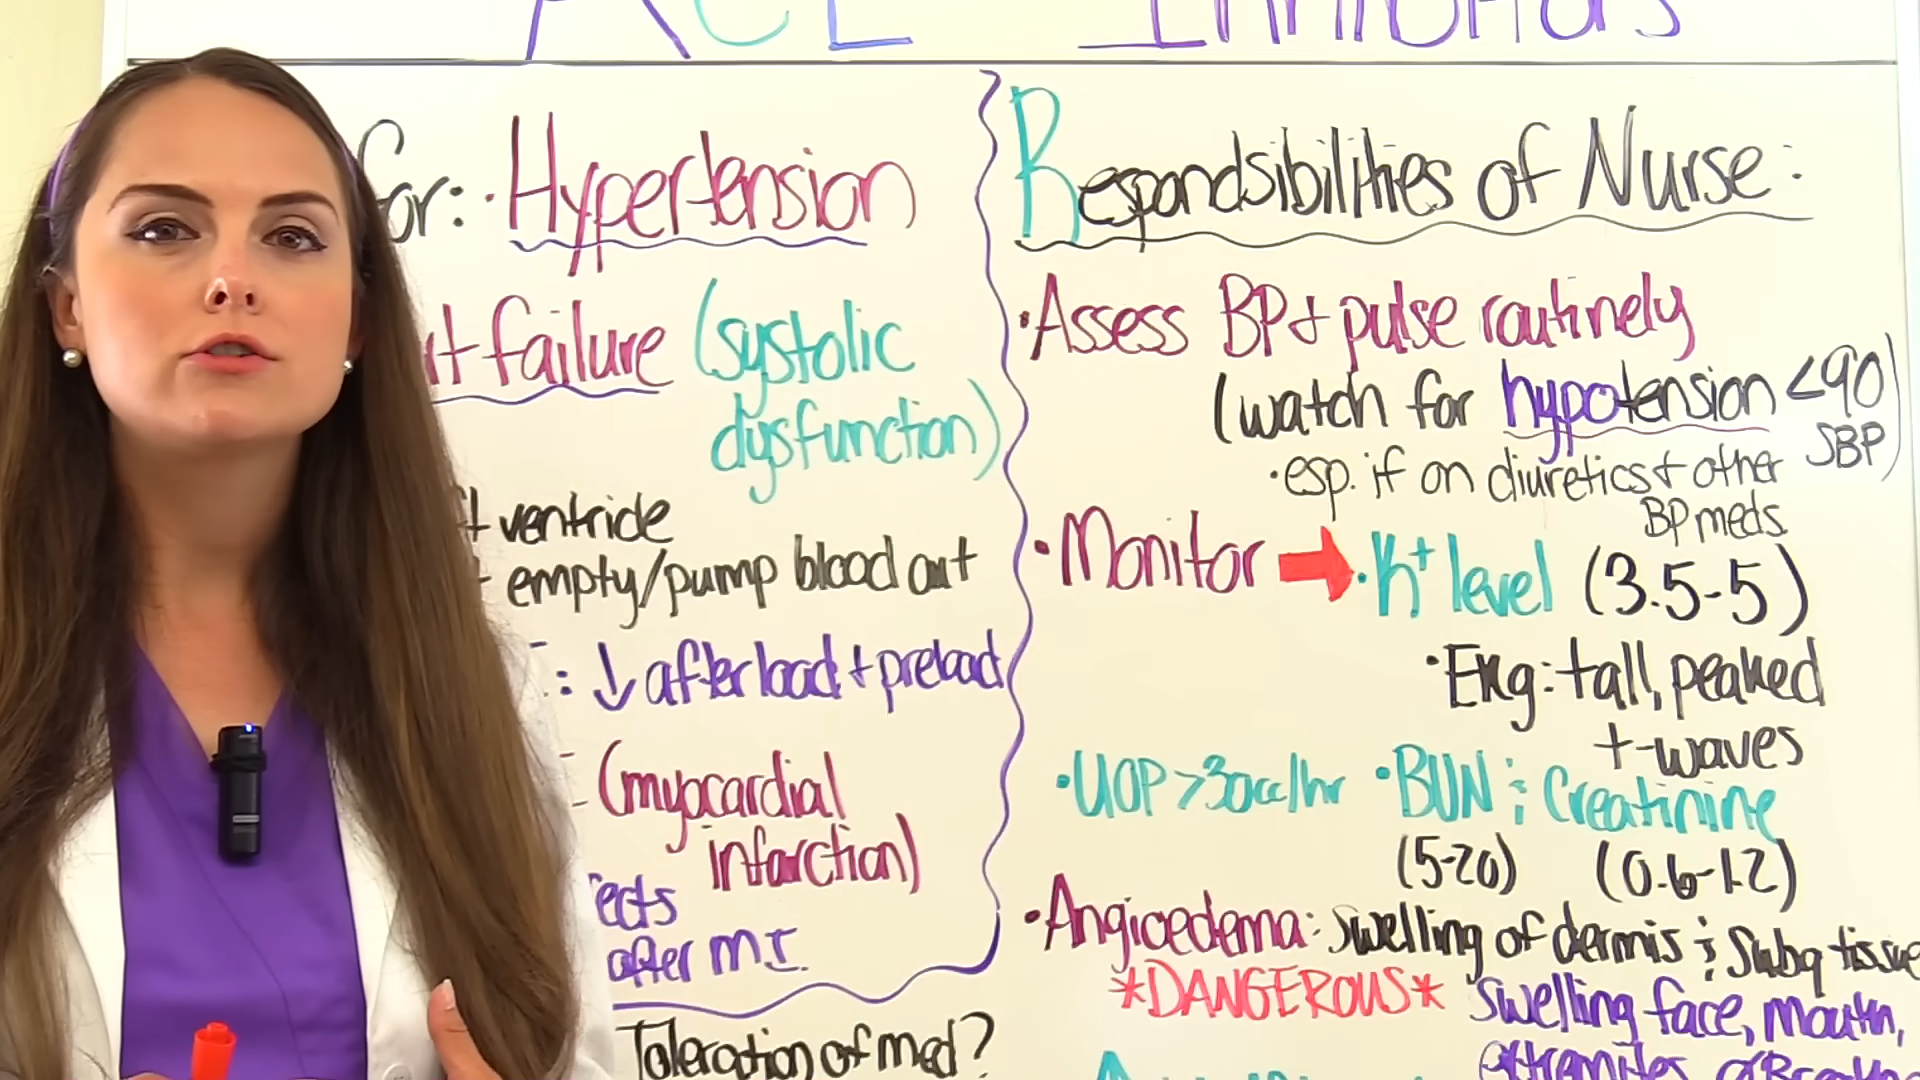 ACE Inhibitors
for: · Hypertension
failure (systolic
dysfunction)
ventricle
empty/pump blood out
: ↓ afterload + preload
(myocardial
infarction)
after M.I.
Toleration of med?
Respondsibilities of Nurse:
· Assess BP + pulse routinely
(watch for hypotension <90
SBP)
· esp. if on diuretics + other
BP meds.
· Monitor · K+ level (3.5-5)
· Ekg: tall, peaked
t-waves
· UOP >30cc/hr · BUN & Creatinine
(5-20) (0.6-1.2)
· Angioedema: swelling of dermis & subq tissue
*DANGEROUS* swelling face, mouth,